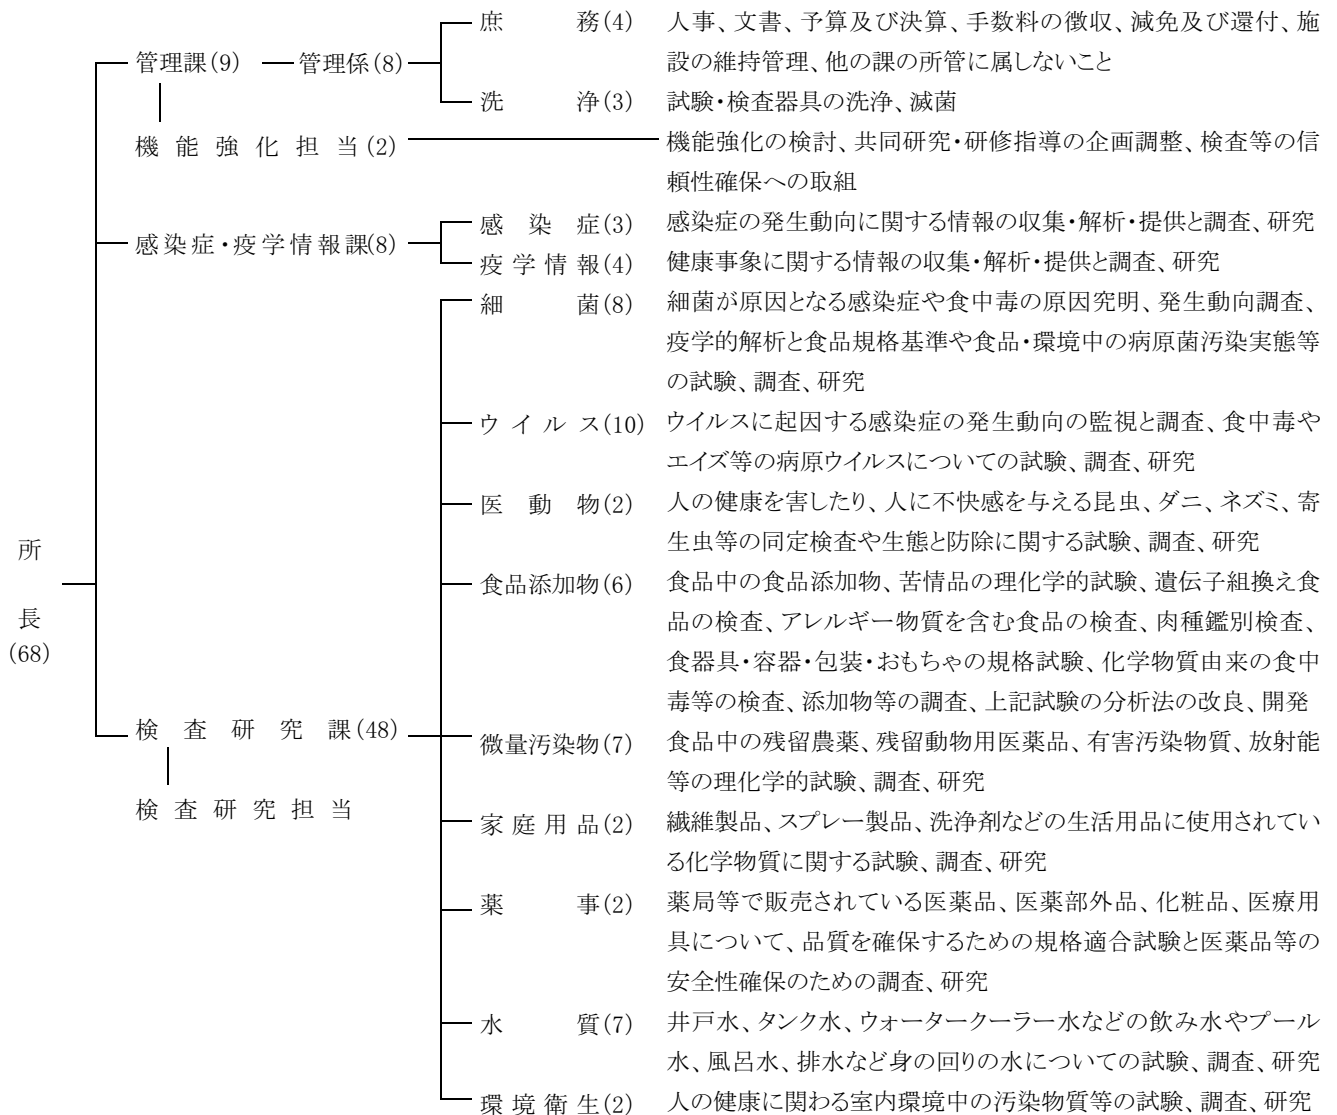 庶務(4) 人事、文書、予算及び決算、手数料の徴収、減免及び還付、施
管理課(9) 管理係(8) 設の維持管理、他の課の所管に属しないこと
洗浄(3) 試験・検査器具の洗浄、滅菌
機能強化担当(2) 機能強化の検討、共同研究・研修指導の企画調整、検査等の信
頼性確保への取組
感染症(3) 感染症の発生動向に関する情報の収集・解析・提供と調査、研究
感染症・疫学情報課(8)
疫学情報(4) 健康事象に関する情報の収集・解析・提供と調査、研究
細菌(8) 細菌が原因となる感染症や食中毒の原因究明、発生動向調査、
疫学的解析と食品規格基準や食品・環境中の病原菌汚染実態等
の試験、調査、研究
ウイルス(10) ウイルスに起因する感染症の発生動向の監視と調査、食中毒や
エイズ等の病原ウイルスについての試験、調査、研究
医動物(2) 人の健康を害したり、人に不快感を与える昆虫、ダニ、ネズミ、寄
生虫等の同定検査や生態と防除に関する試験、調査、研究
所長
(68)
食品添加物(6) 食品中の食品添加物、苦情品の理化学的試験、遺伝子組換え食
品の検査、アレルギー物質を含む食品の検査、肉種鑑別検査、
食器具・容器・包装・おもちゃの規格試験、化学物質由来の食中
毒等の検査、添加物等の調査、上記試験の分析法の改良、開発
検査研究課(48)
微量汚染物(7) 食品中の残留農薬、残留動物用医薬品、有害汚染物質、放射能
等の理化学的試験、調査、研究
検査研究担当
家庭用品(2) 繊維製品、スプレー製品、洗浄剤などの生活用品に使用されてい
る化学物質に関する試験、調査、研究
薬事(2) 薬局等で販売されている医薬品、医薬部外品、化粧品、医療用
具について、品質を確保するための規格適合試験と医薬品等の
安全性確保のための調査、研究
水質(7) 井戸水、タンク水、ウォータークーラー水などの飲み水やプール
水、風呂水、排水など身の回りの水についての試験、調査、研究
環境衛生(2) 人の健康に関わる室内環境中の汚染物質等の試験、調査、研究